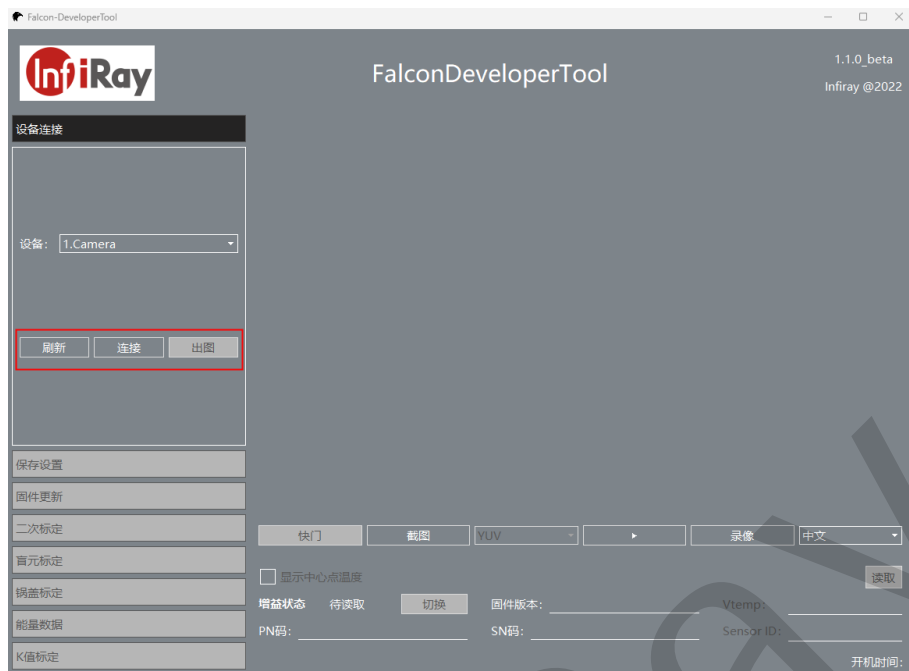 Falcon-DeveloperTool
InfiRay
FalconDeveloperTool
1.1.0_beta
Infiray @2022
设备连接
设备: 1.Camera
刷新 连接 出图
保存设置
固件更新
二次标定
盲元标定
锅盖标定
能量数据
K值标定
快门 截图 YUV 录像 中文
显示中心点温度 读取
增益状态 待读取 切换 固件版本: Vtemp:
PN码: SN码: Sensor ID:
开机时间: